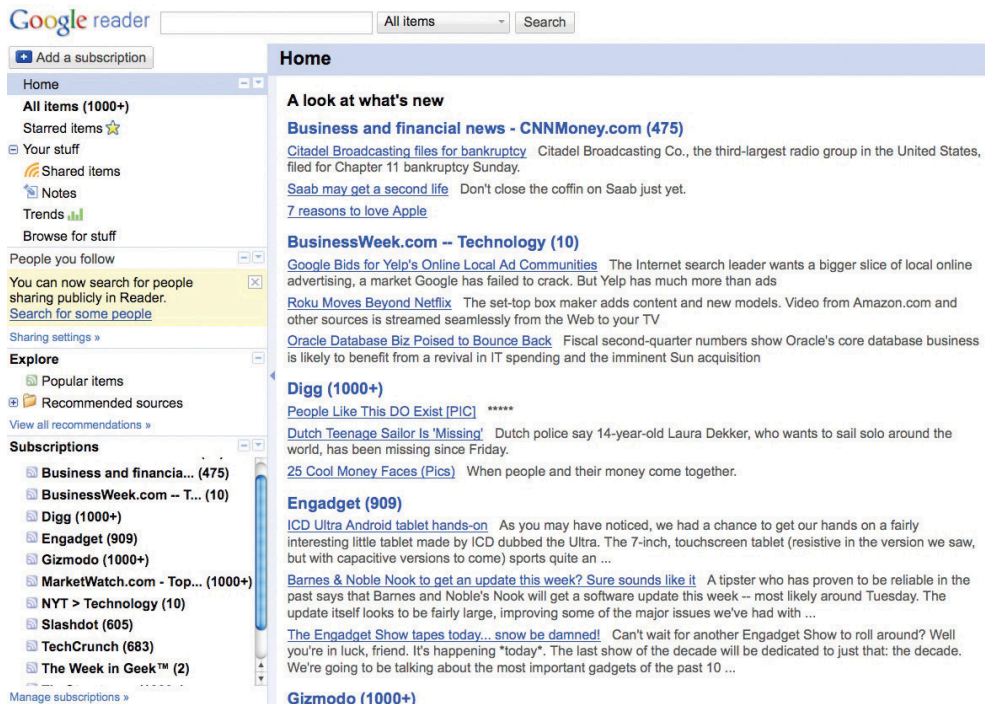 Google reader
All items
Search
Add a subscription
Home
All items (1000+)
Starred items
Your stuff
Shared items
Notes
Trends
Browse for stuff
People you follow
You can now search for people
sharing publicly in Reader.
Search for some people
Sharing settings »
Explore
Popular items
Recommended sources
View all recommendations »
Subscriptions
Business and financia... (475)
BusinessWeek.com -- T... (10)
Digg (1000+)
Engadget (909)
Gizmodo (1000+)
MarketWatch.com - Top... (1000+)
NYT > Technology (10)
Slashdot (605)
TechCrunch (683)
The Week in Geek™ (2)
Manage subscriptions »
Home
A look at what's new
Business and financial news - CNNMoney.com (475)
Citadel Broadcasting files for bankruptcy Citadel Broadcasting Co., the third-largest radio group in the United States,
filed for Chapter 11 bankruptcy Sunday.
Saab may get a second life Don't close the coffin on Saab just yet.
7 reasons to love Apple
BusinessWeek.com -- Technology (10)
Google Bids for Yelp's Online Local Ad Communities The Internet search leader wants a bigger slice of local online
advertising, a market Google has failed to crack. But Yelp has much more than ads
Roku Moves Beyond Netflix The set-top box maker adds content and new models. Video from Amazon.com and
other sources is streamed seamlessly from the Web to your TV
Oracle Database Biz Poised to Bounce Back Fiscal second-quarter numbers show Oracle's core database business
is likely to benefit from a revival in IT spending and the imminent Sun acquisition
Digg (1000+)
People Like This DO Exist [PIC] *****
Dutch Teenage Sailor Is 'Missing' Dutch police say 14-year-old Laura Dekker, who wants to sail solo around the
world, has been missing since Friday.
25 Cool Money Faces (Pics) When people and their money come together.
Engadget (909)
ICD Ultra Android tablet hands-on As you may have noticed, we had a chance to get our hands on a fairly
interesting little tablet made by ICD dubbed the Ultra. The 7-inch, touchscreen tablet (resistive in the version we saw,
but with capacitive versions to come) sports quite an ...
Barnes & Noble Nook to get an update this week? Sure sounds like it A tipster who has proven to be reliable in the
past says that Barnes and Noble's Nook will get a software update this week -- most likely around Tuesday. The
update itself looks to be fairly large, improving some of the major issues we've had with ...
The Engadget Show tapes today... snow be damned! Can't wait for another Engadget Show to roll around? Well
you're in luck, friend. It's happening *today*. The last show of the decade will be dedicated to just that: the decade.
We're going to be talking about the most important gadgets of the past 10 ...
Gizmodo (1000+)